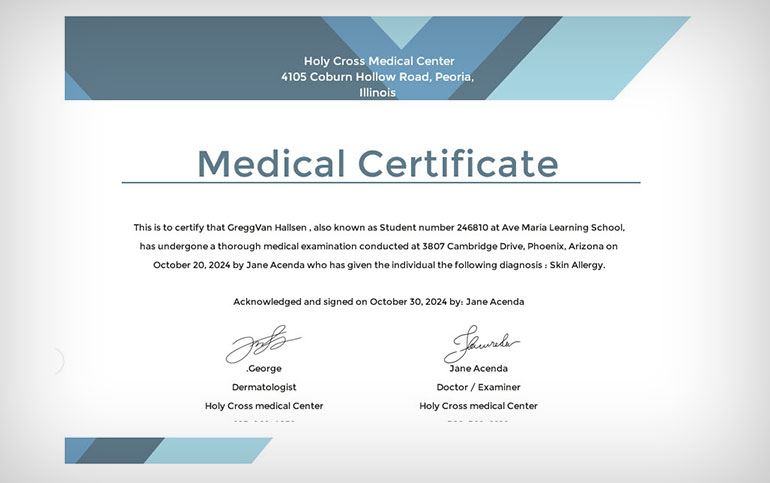 Holy Cross Medical Center
4105 Coburn Hollow Road, Peoria,
Illinois
Medical Certificate
This is to certify that GreggVan Hallsen , also known as Student number 246810 at Ave Maria Learning School,
has undergone a thorough medical examination conducted at 3807 Cambridge Drive, Phoenix, Arizona on
October 20, 2024 by Jane Acenda who has given the individual the following diagnosis : Skin Allergy.
Acknowledged and signed on October 30, 2024 by: Jane Acenda
.George
Jane Acenda
Dermatologist
Doctor / Examiner
Holy Cross medical Center
Holy Cross medical Center